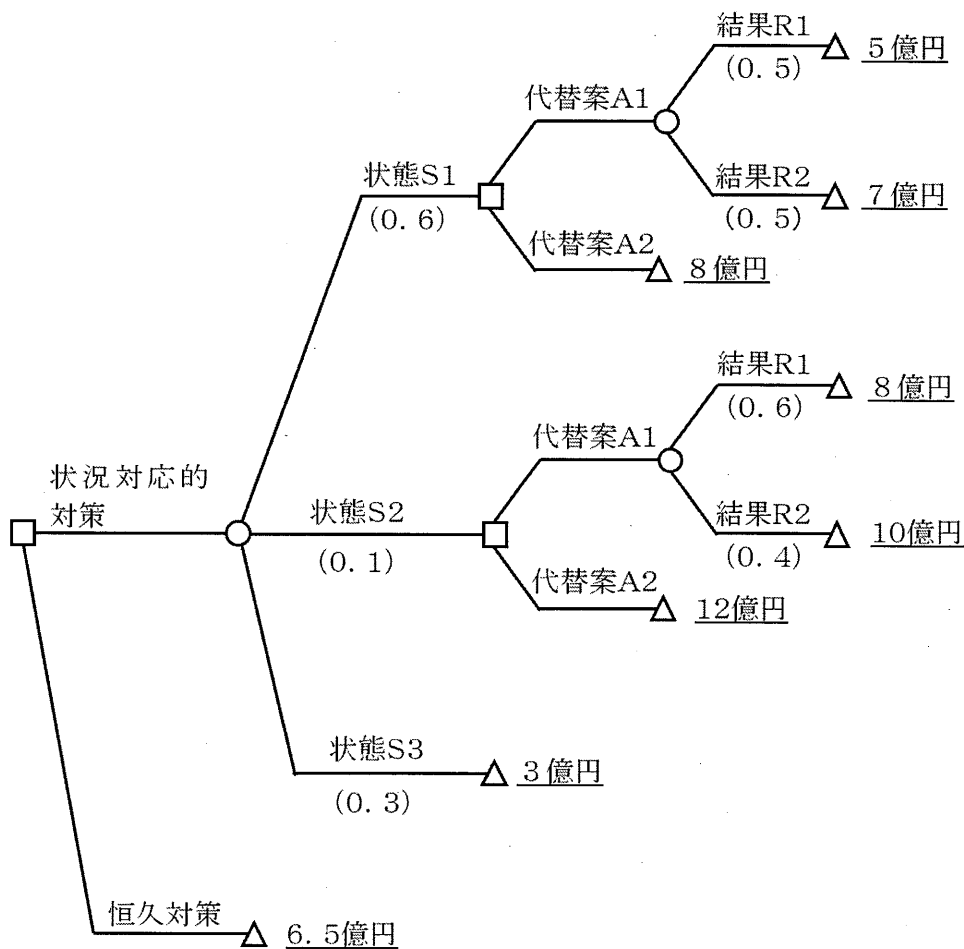 結果R1
(0.5)
5億円
代替案A1
状態S1
(0.6)
結果R2
(0.5)
7億円
代替案A2
8億円
結果R1
(0.6)
8億円
代替案A1
状況対応的
対策
状態S2
(0.1)
結果R2
(0.4)
10億円
代替案A2
12億円
状態S3
(0.3)
3億円
恒久対策
6.5億円